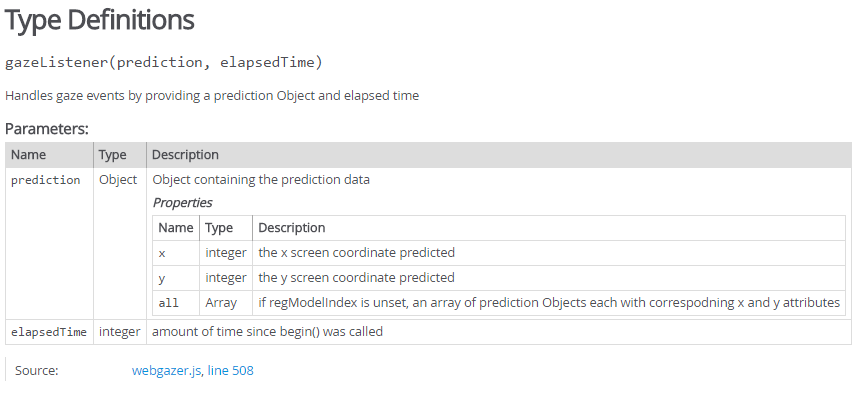 Type Definitions
gazeListener(prediction, elapsedTime)
Handles gaze events by providing a prediction Object and elapsed time
Parameters:
Name Type Description
prediction Object Object containing the prediction data
Properties
Name Type Description
x integer the x screen coordinate predicted
y integer the y screen coordinate predicted
all Array if regModelIndex is unset, an array of prediction Objects each with correspodning x and y attributes
elapsedTime integer amount of time since begin() was called
Source: webgazer.js, line 508